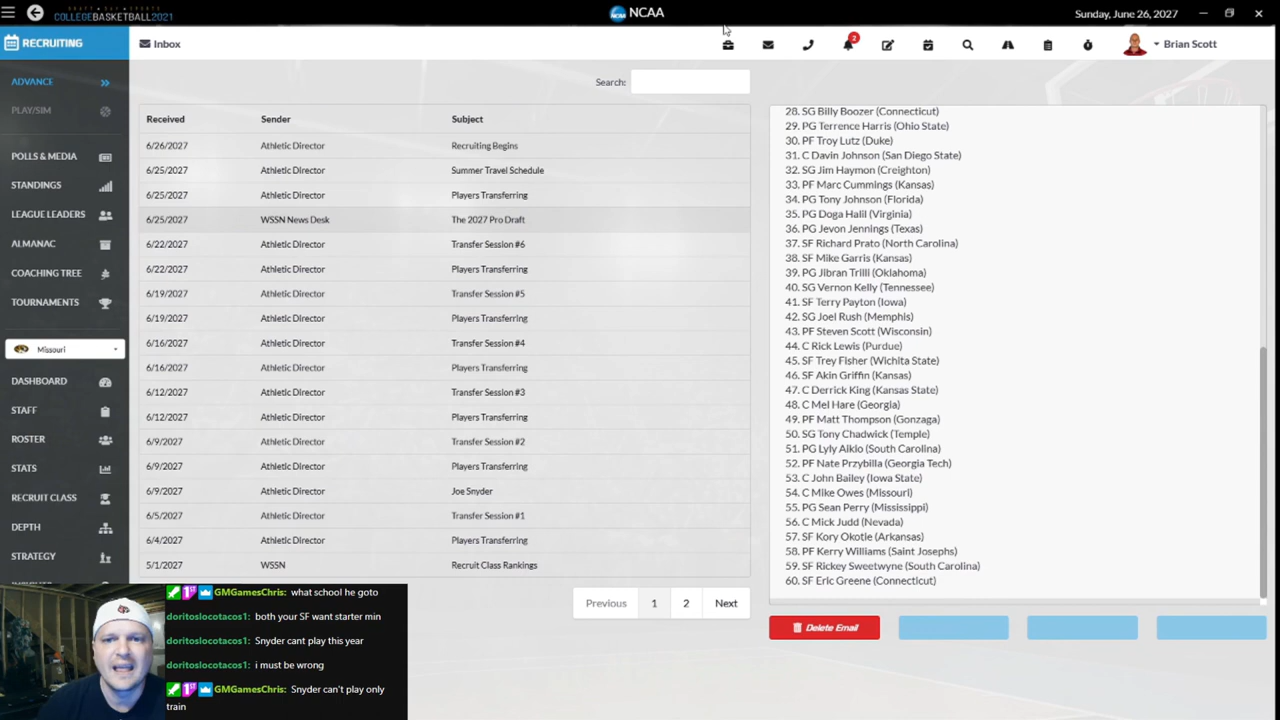 DRAFT DAY SPORTS
COLLEGEBASKETBALL2021
NCAA
Sunday, June 26, 2027
RECRUITING
Inbox
2
Brian Scott
ADVANCE
PLAY/SIM
POLLS & MEDIA
STANDINGS
LEAGUE LEADERS
ALMANAC
COACHING TREE
TOURNAMENTS
Missouri
DASHBOARD
STAFF
ROSTER
STATS
RECRUIT CLASS
DEPTH
STRATEGY
Search:
Received Sender Subject
6/26/2027 Athletic Director Recruiting Begins
6/25/2027 Athletic Director Summer Travel Schedule
6/25/2027 Athletic Director Players Transferring
6/25/2027 WSSN News Desk The 2027 Pro Draft
6/22/2027 Athletic Director Transfer Session #6
6/22/2027 Athletic Director Players Transferring
6/19/2027 Athletic Director Transfer Session #5
6/19/2027 Athletic Director Players Transferring
6/16/2027 Athletic Director Transfer Session #4
6/16/2027 Athletic Director Players Transferring
6/12/2027 Athletic Director Transfer Session #3
6/12/2027 Athletic Director Players Transferring
6/9/2027 Athletic Director Transfer Session #2
6/9/2027 Athletic Director Players Transferring
6/9/2027 Athletic Director Joe Snyder
6/5/2027 Athletic Director Transfer Session #1
6/4/2027 Athletic Director Players Transferring
5/1/2027 WSSN Recruit Class Rankings
Previous 1 2 Next
28. SG Billy Boozer (Connecticut)
29. PG Terrence Harris (Ohio State)
30. PF Troy Lutz (Duke)
31. C Davin Johnson (San Diego State)
32. SG Jim Haymon (Creighton)
33. PF Marc Cummings (Kansas)
34. PG Tony Johnson (Florida)
35. PG Doga Halil (Virginia)
36. PG Jevon Jennings (Texas)
37. SF Richard Prato (North Carolina)
38. SF Mike Garris (Kansas)
39. PG Jibran Trilli (Oklahoma)
40. SG Vernon Kelly (Tennessee)
41. SF Terry Payton (Iowa)
42. SG Joel Rush (Memphis)
43. PF Steven Scott (Wisconsin)
44. C Rick Lewis (Purdue)
45. SF Trey Fisher (Wichita State)
46. SF Akin Griffin (Kansas)
47. C Derrick King (Kansas State)
48. C Mel Hare (Georgia)
49. PF Matt Thompson (Gonzaga)
50. SG Tony Chadwick (Temple)
51. PG Lyly Alkio (South Carolina)
52. PF Nate Przybilla (Georgia Tech)
53. C John Bailey (Iowa State)
54. C Mike Owes (Missouri)
55. PG Sean Perry (Mississippi)
56. C Mick Judd (Nevada)
57. SF Kory Okotie (Arkansas)
58. PF Kerry Williams (Saint Josephs)
59. SF Rickey Sweetwyne (South Carolina)
60. SF Eric Greene (Connecticut)
Delete Email
GMGamesChris: what school he goto
doritoslocotacos1: both your SF want starter min
doritoslocotacos1: Snyder cant play this year
doritoslocotacos1: i must be wrong
GMGamesChris: Snyder can't play only
train